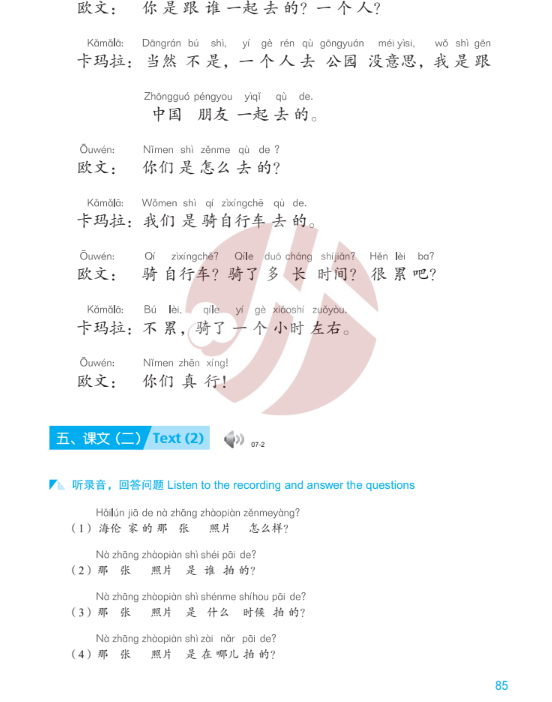 欧文： 你是跟谁一起去的？一个人？
Kǎmǎlā: Dāngrán bú shì, yí gè rén qù gōngyuán méi yìsi, wǒ shì gēn
卡玛拉：当然不是，一个人去公园没意思，我是跟
Zhōngguó péngyou yìqǐ qù de.
中国朋友一起去的。
Ōuwén: Nǐmen shì zěnme qù de?
欧文： 你们是怎么去的？
Kǎmǎlā: Wǒmen shì qí zìxíngchē qù de.
卡玛拉：我们是骑自行车去的。
Ōuwén: Qí zìxíngchē? Qíle duō cháng shíjiān? Hěn lèi ba?
欧文： 骑自行车？骑了多长时间？很累吧？
Kǎmǎlā: Bú lèi, qíle yí gè xiǎoshí zuǒyòu.
卡玛拉：不累，骑了一个小时左右。
Ōuwén: Nǐmen zhēn xíng!
欧文： 你们真行！
五、课文（二） Text (2) 07-2
听录音，回答问题 Listen to the recording and answer the questions
Hǎilún jiā de nà zhāng zhàopiàn zěnmeyàng?
（1）海伦家的那张照片怎么样？
Nà zhāng zhàopiàn shì shéi pāi de?
（2）那张照片是谁拍的？
Nà zhāng zhàopiàn shì shénme shíhou pāi de?
（3）那张照片是什么时候拍的？
Nà zhāng zhàopiàn shì zài nǎr pāi de?
（4）那张照片是在哪儿拍的？
85